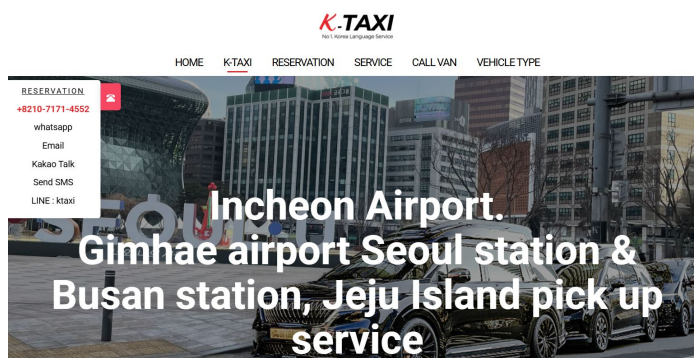 K-TAXI
No 1. Korea Language Service
HOME K-TAXI RESERVATION SERVICE CALL VAN VEHICLE TYPE
RESERVATION
+8210-7171-4552
whatsapp
Email
Kakao Talk
Send SMS
LINE : ktaxi
SEOUL
Incheon Airport.
Gimhae airport Seoul station &
Busan station, Jeju Island pick up
service